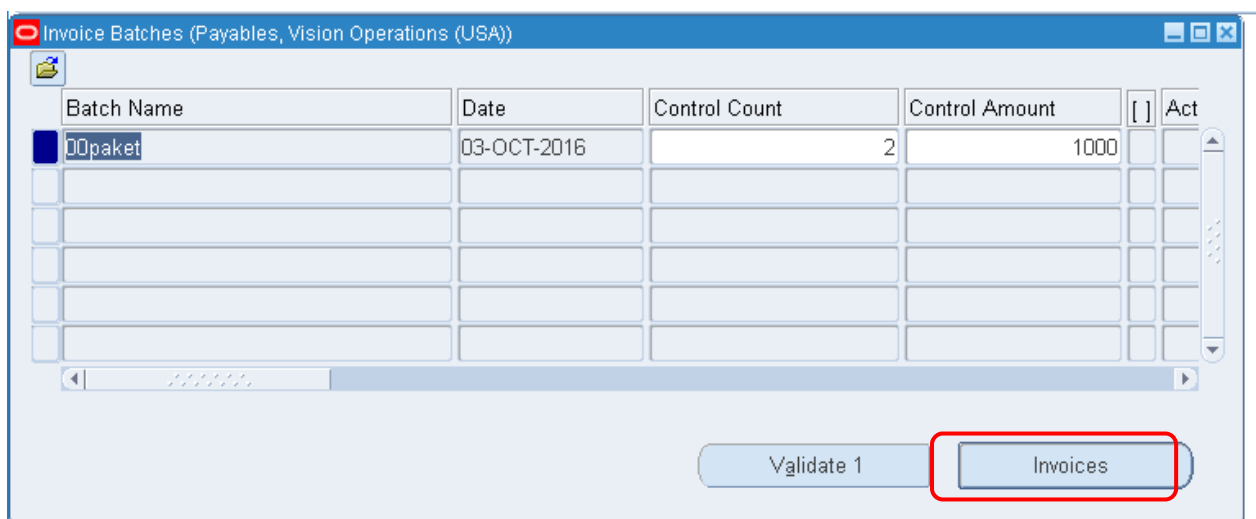 Invoice Batches (Payables, Vision Operations (USA))
Batch Name Date Control Count Control Amount [ ] Act
00paket 03-OCT-2016 2 1000
Validate 1 Invoices